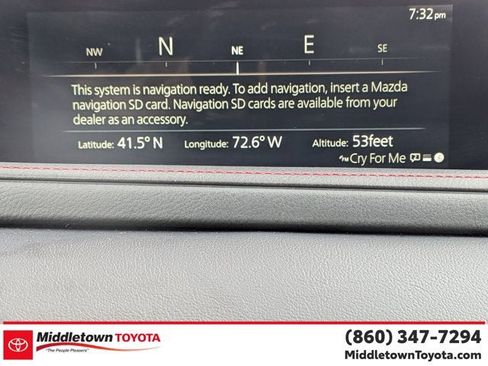 7:32pm
NW N NE E SE
This system is navigation ready. To add navigation, insert a Mazda
navigation SD card. Navigation SD cards are available from your
dealer as an accessory.
Latitude: 41.5° N Longitude: 72.6° W Altitude: 53feet
Cry For Me
Middletown TOYOTA
"The People Pleasers"
(860) 347-7294
MiddletownToyota.com